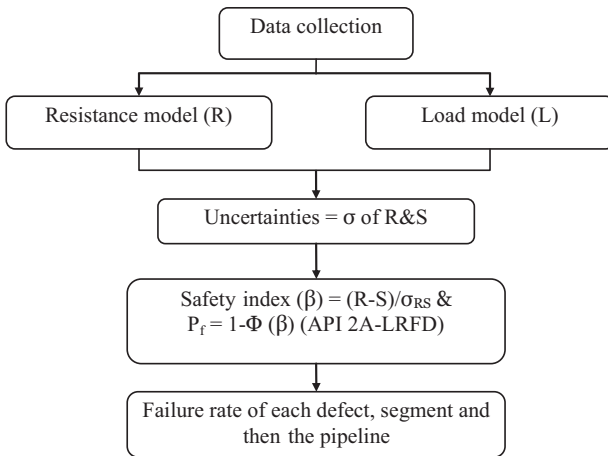 Data collection
Resistance model (R)
Load model (L)
Uncertainties = σ of R&S
Safety index (β) = (R-S)/σRS &
Pf = 1-Φ (β) (API 2A-LRFD)
Failure rate of each defect, segment and
then the pipeline